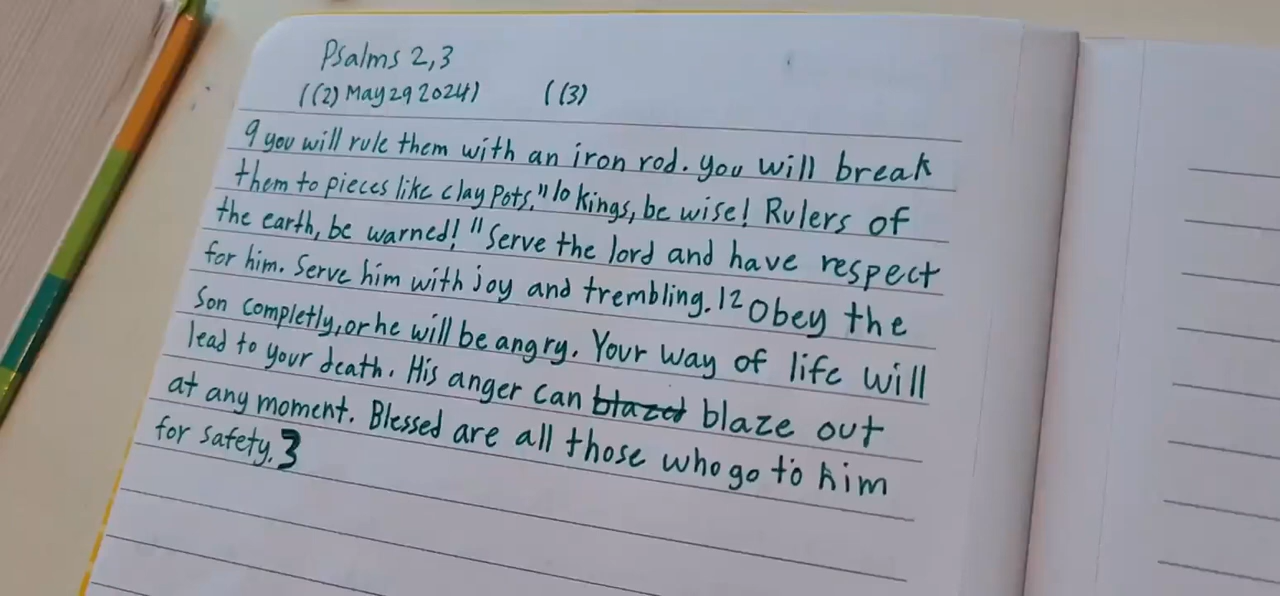 Psalms 2,3
((2) May 29 2024) ((3)
9 you will rule them with an iron rod. you will break
them to pieces like clay pots." 10 kings, be wise! Rulers of
the earth, be warned! 11 Serve the lord and have respect
for him. Serve him with joy and trembling. 12 Obey the
Son completly, or he will be angry. Your way of life will
lead to your death. His anger can blazed blaze out
at any moment. Blessed are all those who go to him
for safety. 3